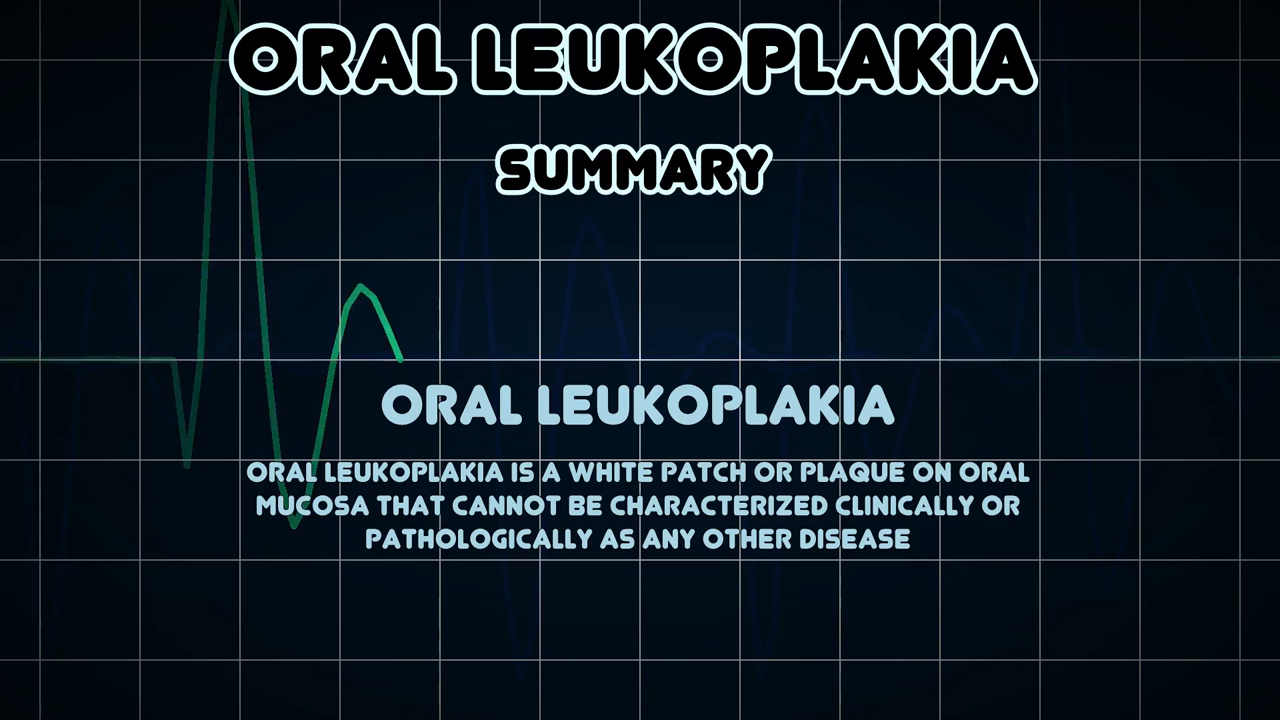 ORAL LEUKOPLAKIA
SUMMARY
ORAL LEUKOPLAKIA
ORAL LEUKOPLAKIA IS A WHITE PATCH OR PLAQUE ON ORAL
MUCOSA THAT CANNOT BE CHARACTERIZED CLINICALLY OR
PATHOLOGICALLY AS ANY OTHER DISEASE